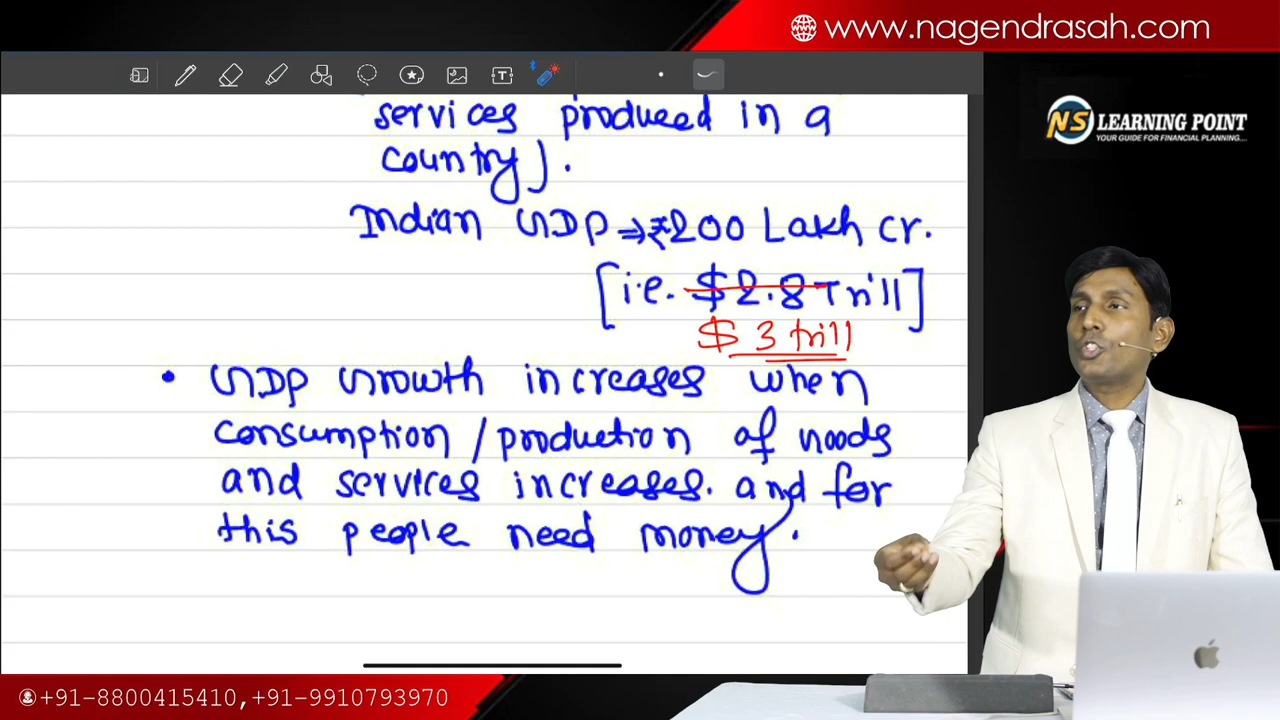 www.nagendrasah.com
NS LEARNING POINT
YOUR GUIDE FOR FINANCIAL PLANNING....
services produced in a
country).
Indian GDP ⇒ ₹200 Lakh cr.
[i.e. $2.8 Trill]
$ 3 trill
• GDP Growth increases when
consumption/production of goods
and services increases. and for
this people need money.
+91-8800415410,+91-9910793970